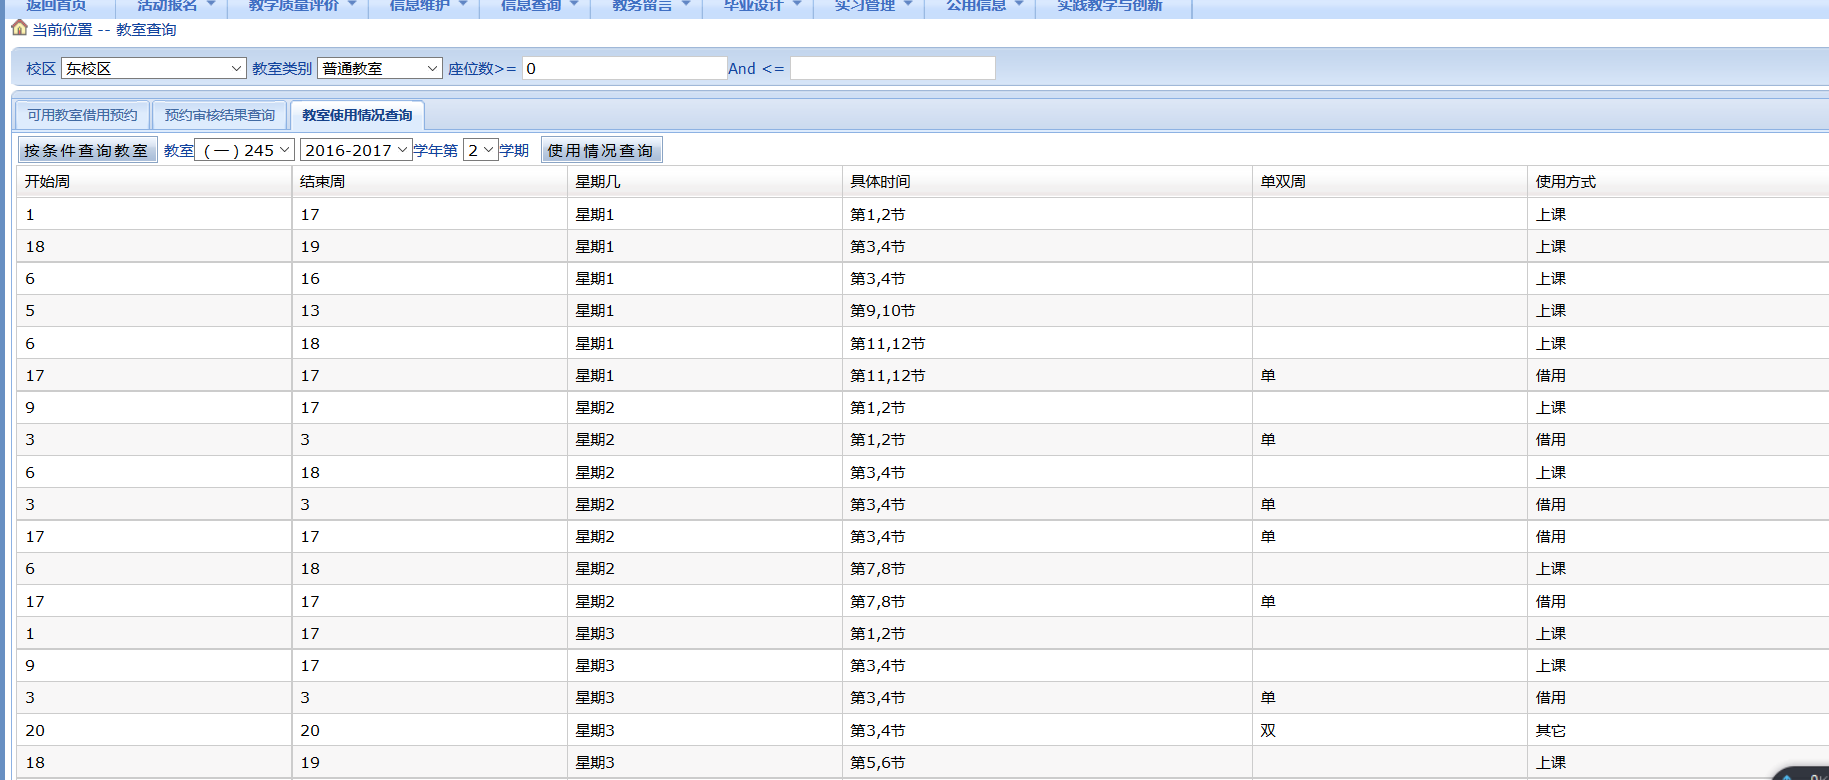 返回首页 活动报名 教学质量评价 信息维护 信息查询 教务留言 毕业设计 实习管理 公用信息 实践教学与创新
当前位置 -- 教室查询
校区 东校区 教室类别 普通教室 座位数>= 0 And <=
可用教室借用预约 预约审核结果查询 教室使用情况查询
按条件查询教室 教室 (一)245 2016-2017 学年第 2 学期 使用情况查询
开始周 结束周 星期几 具体时间 单双周 使用方式
1 17 星期1 第1,2节 上课
18 19 星期1 第3,4节 上课
6 16 星期1 第3,4节 上课
5 13 星期1 第9,10节 上课
6 18 星期1 第11,12节 上课
17 17 星期1 第11,12节 单 借用
9 17 星期2 第1,2节 上课
3 3 星期2 第1,2节 单 借用
6 18 星期2 第3,4节 上课
3 3 星期2 第3,4节 单 借用
17 17 星期2 第3,4节 单 借用
6 18 星期2 第7,8节 上课
17 17 星期2 第7,8节 单 借用
1 17 星期3 第1,2节 上课
9 17 星期3 第3,4节 上课
3 3 星期3 第3,4节 单 借用
20 20 星期3 第3,4节 双 其它
18 19 星期3 第5,6节 上课